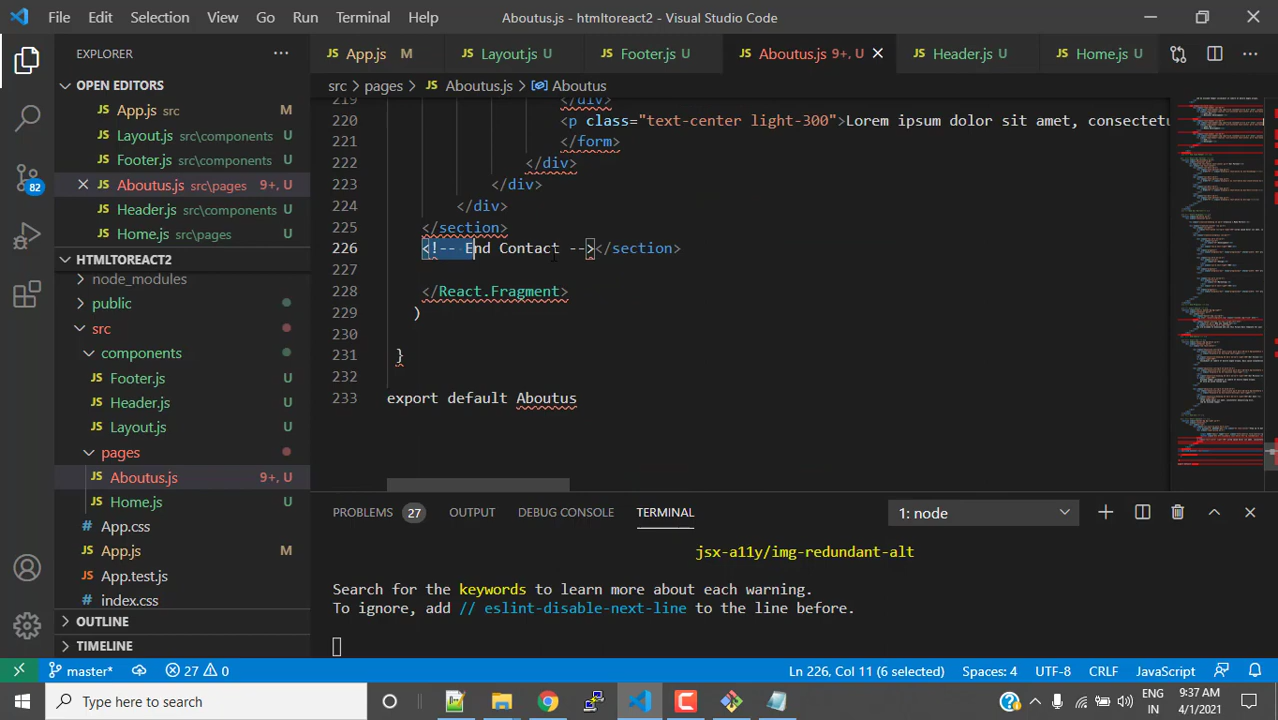 File Edit Selection View Go Run Terminal Help Aboutus.js - htmltoreact2 - Visual Studio Code
EXPLORER
App.js M Layout.js U Footer.js U Aboutus.js 9+, U Header.js U Home.js U
OPEN EDITORS
App.js src M
Layout.js src\components U
Footer.js src\components U
Aboutus.js src\pages 9+, U
Header.js src\components U
Home.js src\pages U
HTMLTOREACT2
node_modules
public
src
components
Footer.js U
Header.js U
Layout.js U
pages
Aboutus.js 9+, U
Home.js U
App.css
App.js M
App.test.js
index.css
OUTLINE
TIMELINE
82
src > pages > Aboutus.js > Aboutus
219 </div>
220 <p class="text-center light-300">Lorem ipsum dolor sit amet, consectetu
221 </form>
222 </div>
223 </div>
224 </div>
225 </section>
226 <!-- End Contact --></section>
227
228 </React.Fragment>
229 )
230
231 }
232
233 export default Aboutus
PROBLEMS 27 OUTPUT DEBUG CONSOLE TERMINAL 1: node
jsx-a11y/img-redundant-alt
Search for the keywords to learn more about each warning.
To ignore, add // eslint-disable-next-line to the line before.
master* 27 0 Ln 226, Col 11 (6 selected) Spaces: 4 UTF-8 CRLF JavaScript
Type here to search
ENG
IN
9:37 AM
4/1/2021